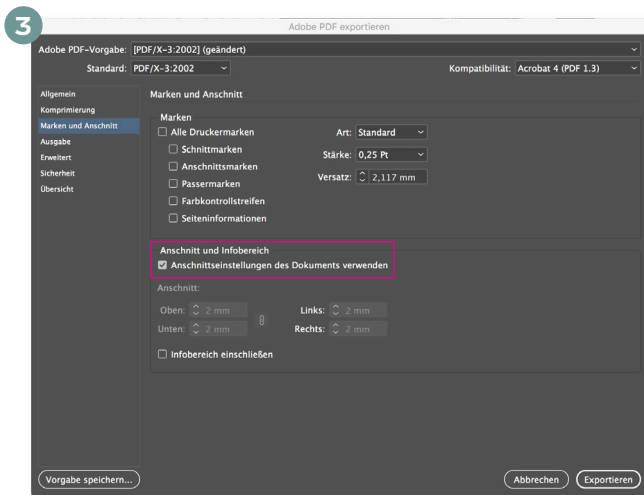 3
Adobe PDF exportieren
Adobe PDF-Vorgabe: [PDF/X-3:2002] (geändert)
Standard: PDF/X-3:2002
Kompatibilität: Acrobat 4 (PDF 1.3)
Allgemein
Komprimierung
Marken und Anschnitt
Ausgabe
Erweitert
Sicherheit
Übersicht
Marken und Anschnitt
Marken
Alle Druckermarken
Schnittmarken
Anschnittsmarken
Passermarken
Farbkontrollstreifen
Seiteninformationen
Art: Standard
Stärke: 0,25 Pt
Versatz: 2,117 mm
Anschnitt und Infobereich
Anschnittseinstellungen des Dokuments verwenden
Anschnitt:
Oben: 2 mm Links: 2 mm
Unten: 2 mm Rechts: 2 mm
Infobereich einschließen
Vorgabe speichern... Abbrechen Exportieren